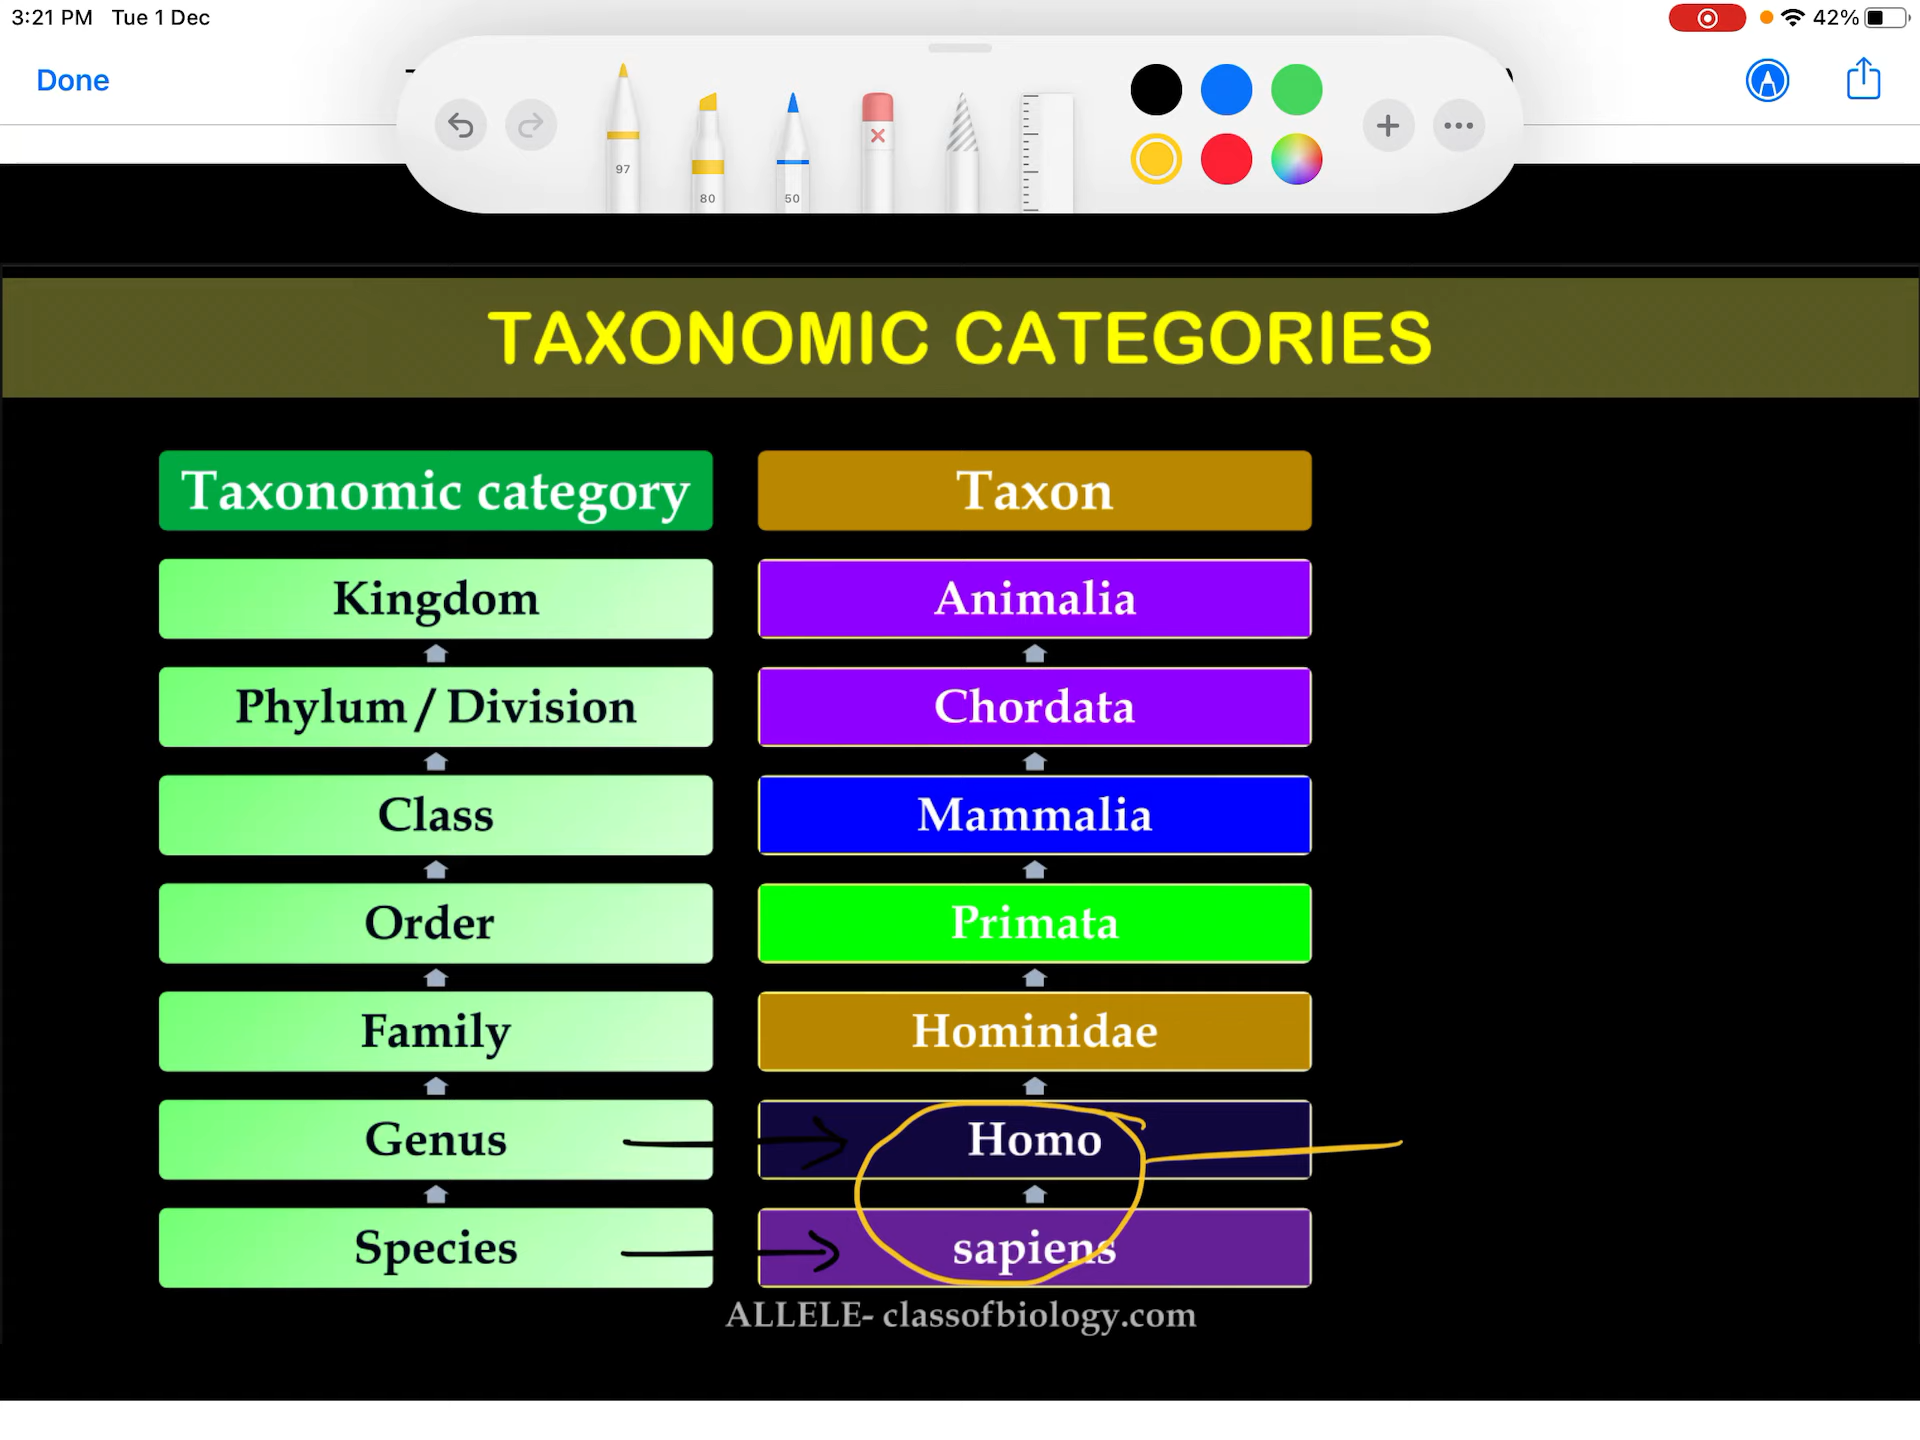 3:21 PM Tue 1 Dec 42%
Done
97
80
50
TAXONOMIC CATEGORIES
Taxonomic category Taxon
Kingdom Animalia
Phylum / Division Chordata
Class Mammalia
Order Primata
Family Hominidae
Genus Homo
Species sapiens
ALLELE- classofbiology.com